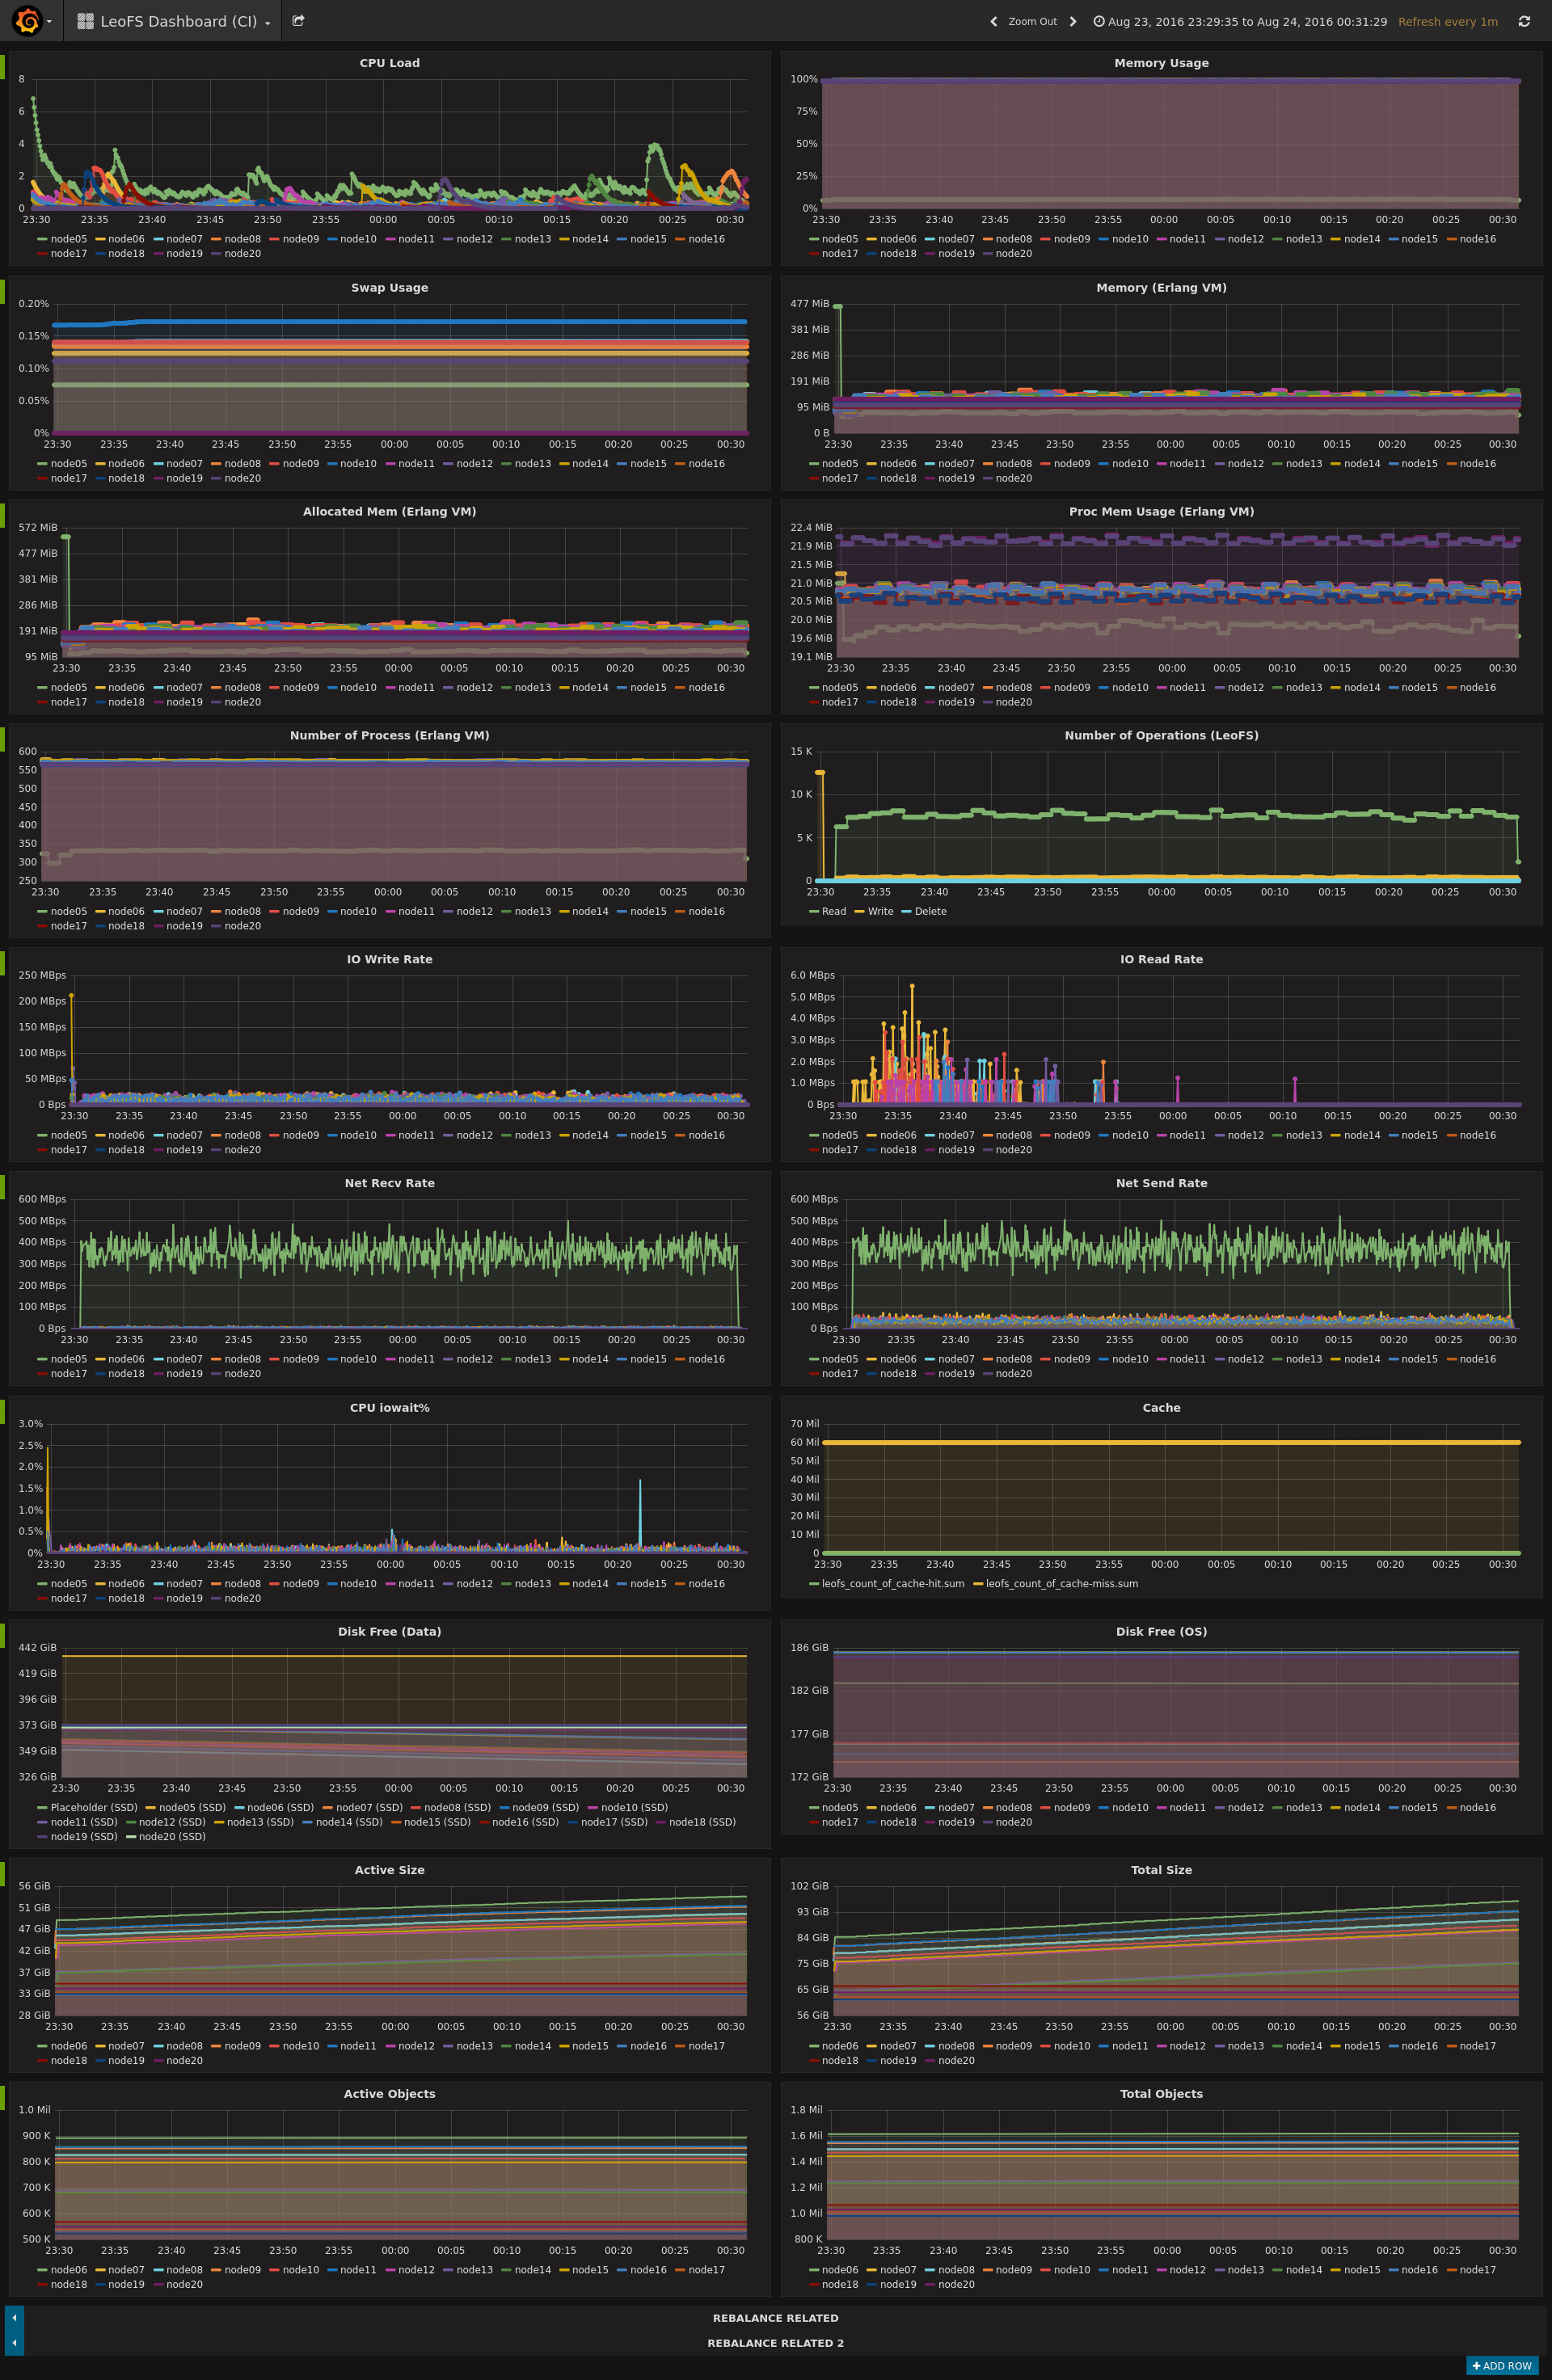 LeoFS Dashboard (CI)
Zoom Out
Aug 23, 2016 23:29:35 to Aug 24, 2016 00:31:29 Refresh every 1m
CPU Load
8
6
4
2
0
23:30 23:35 23:40 23:45 23:50 23:55 00:00 00:05 00:10 00:15 00:20 00:25 00:30
node05 node06 node07 node08 node09 node10 node11 node12 node13 node14 node15 node16
node17 node18 node19 node20
Memory Usage
100%
75%
50%
25%
0%
23:30 23:35 23:40 23:45 23:50 23:55 00:00 00:05 00:10 00:15 00:20 00:25 00:30
node05 node06 node07 node08 node09 node10 node11 node12 node13 node14 node15 node16
node17 node18 node19 node20
Swap Usage
0.20%
0.15%
0.10%
0.05%
0%
23:30 23:35 23:40 23:45 23:50 23:55 00:00 00:05 00:10 00:15 00:20 00:25 00:30
node05 node06 node07 node08 node09 node10 node11 node12 node13 node14 node15 node16
node17 node18 node19 node20
Memory (Erlang VM)
477 MiB
381 MiB
286 MiB
191 MiB
95 MiB
0 B
23:30 23:35 23:40 23:45 23:50 23:55 00:00 00:05 00:10 00:15 00:20 00:25 00:30
node05 node06 node07 node08 node09 node10 node11 node12 node13 node14 node15 node16
node17 node18 node19 node20
Allocated Mem (Erlang VM)
572 MiB
477 MiB
381 MiB
286 MiB
191 MiB
95 MiB
23:30 23:35 23:40 23:45 23:50 23:55 00:00 00:05 00:10 00:15 00:20 00:25 00:30
node05 node06 node07 node08 node09 node10 node11 node12 node13 node14 node15 node16
node17 node18 node19 node20
Proc Mem Usage (Erlang VM)
22.4 MiB
21.9 MiB
21.5 MiB
21.0 MiB
20.5 MiB
20.0 MiB
19.6 MiB
19.1 MiB
23:30 23:35 23:40 23:45 23:50 23:55 00:00 00:05 00:10 00:15 00:20 00:25 00:30
node05 node06 node07 node08 node09 node10 node11 node12 node13 node14 node15 node16
node17 node18 node19 node20
Number of Process (Erlang VM)
600
550
500
450
400
350
300
250
23:30 23:35 23:40 23:45 23:50 23:55 00:00 00:05 00:10 00:15 00:20 00:25 00:30
node05 node06 node07 node08 node09 node10 node11 node12 node13 node14 node15 node16
node17 node18 node19 node20
Number of Operations (LeoFS)
15 K
10 K
5 K
0
23:30 23:35 23:40 23:45 23:50 23:55 00:00 00:05 00:10 00:15 00:20 00:25 00:30
Read Write Delete
IO Write Rate
250 MBps
200 MBps
150 MBps
100 MBps
50 MBps
0 Bps
23:30 23:35 23:40 23:45 23:50 23:55 00:00 00:05 00:10 00:15 00:20 00:25 00:30
node05 node06 node07 node08 node09 node10 node11 node12 node13 node14 node15 node16
node17 node18 node19 node20
IO Read Rate
6.0 MBps
5.0 MBps
4.0 MBps
3.0 MBps
2.0 MBps
1.0 MBps
0 Bps
23:30 23:35 23:40 23:45 23:50 23:55 00:00 00:05 00:10 00:15 00:20 00:25 00:30
node05 node06 node07 node08 node09 node10 node11 node12 node13 node14 node15 node16
node17 node18 node19 node20
Net Recv Rate
600 MBps
500 MBps
400 MBps
300 MBps
200 MBps
100 MBps
0 Bps
23:30 23:35 23:40 23:45 23:50 23:55 00:00 00:05 00:10 00:15 00:20 00:25 00:30
node05 node06 node07 node08 node09 node10 node11 node12 node13 node14 node15 node16
node17 node18 node19 node20
Net Send Rate
600 MBps
500 MBps
400 MBps
300 MBps
200 MBps
100 MBps
0 Bps
23:30 23:35 23:40 23:45 23:50 23:55 00:00 00:05 00:10 00:15 00:20 00:25 00:30
node05 node06 node07 node08 node09 node10 node11 node12 node13 node14 node15 node16
node17 node18 node19 node20
CPU iowait%
3.0%
2.5%
2.0%
1.5%
1.0%
0.5%
0%
23:30 23:35 23:40 23:45 23:50 23:55 00:00 00:05 00:10 00:15 00:20 00:25 00:30
node05 node06 node07 node08 node09 node10 node11 node12 node13 node14 node15 node16
node17 node18 node19 node20
Cache
70 Mil
60 Mil
50 Mil
40 Mil
30 Mil
20 Mil
10 Mil
0
23:30 23:35 23:40 23:45 23:50 23:55 00:00 00:05 00:10 00:15 00:20 00:25 00:30
leofs_count_of_cache-hit.sum leofs_count_of_cache-miss.sum
Disk Free (Data)
442 GiB
419 GiB
396 GiB
373 GiB
349 GiB
326 GiB
23:30 23:35 23:40 23:45 23:50 23:55 00:00 00:05 00:10 00:15 00:20 00:25 00:30
Placeholder (SSD) node05 (SSD) node06 (SSD) node07 (SSD) node08 (SSD) node09 (SSD) node10 (SSD)
node11 (SSD) node12 (SSD) node13 (SSD) node14 (SSD) node15 (SSD) node16 (SSD) node17 (SSD) node18 (SSD)
node19 (SSD) node20 (SSD)
Disk Free (OS)
186 GiB
182 GiB
177 GiB
172 GiB
23:30 23:35 23:40 23:45 23:50 23:55 00:00 00:05 00:10 00:15 00:20 00:25 00:30
node05 node06 node07 node08 node09 node10 node11 node12 node13 node14 node15 node16
node17 node18 node19 node20
Active Size
56 GiB
51 GiB
47 GiB
42 GiB
37 GiB
33 GiB
28 GiB
23:30 23:35 23:40 23:45 23:50 23:55 00:00 00:05 00:10 00:15 00:20 00:25 00:30
node06 node07 node08 node09 node10 node11 node12 node13 node14 node15 node16 node17
node18 node19 node20
Total Size
102 GiB
93 GiB
84 GiB
75 GiB
65 GiB
56 GiB
23:30 23:35 23:40 23:45 23:50 23:55 00:00 00:05 00:10 00:15 00:20 00:25 00:30
node06 node07 node08 node09 node10 node11 node12 node13 node14 node15 node16 node17
node18 node19 node20
Active Objects
1.0 Mil
900 K
800 K
700 K
600 K
500 K
23:30 23:35 23:40 23:45 23:50 23:55 00:00 00:05 00:10 00:15 00:20 00:25 00:30
node06 node07 node08 node09 node10 node11 node12 node13 node14 node15 node16 node17
node18 node19 node20
Total Objects
1.8 Mil
1.6 Mil
1.4 Mil
1.2 Mil
1.0 Mil
800 K
23:30 23:35 23:40 23:45 23:50 23:55 00:00 00:05 00:10 00:15 00:20 00:25 00:30
node06 node07 node08 node09 node10 node11 node12 node13 node14 node15 node16 node17
node18 node19 node20
REBALANCE RELATED
REBALANCE RELATED 2
+ ADD ROW